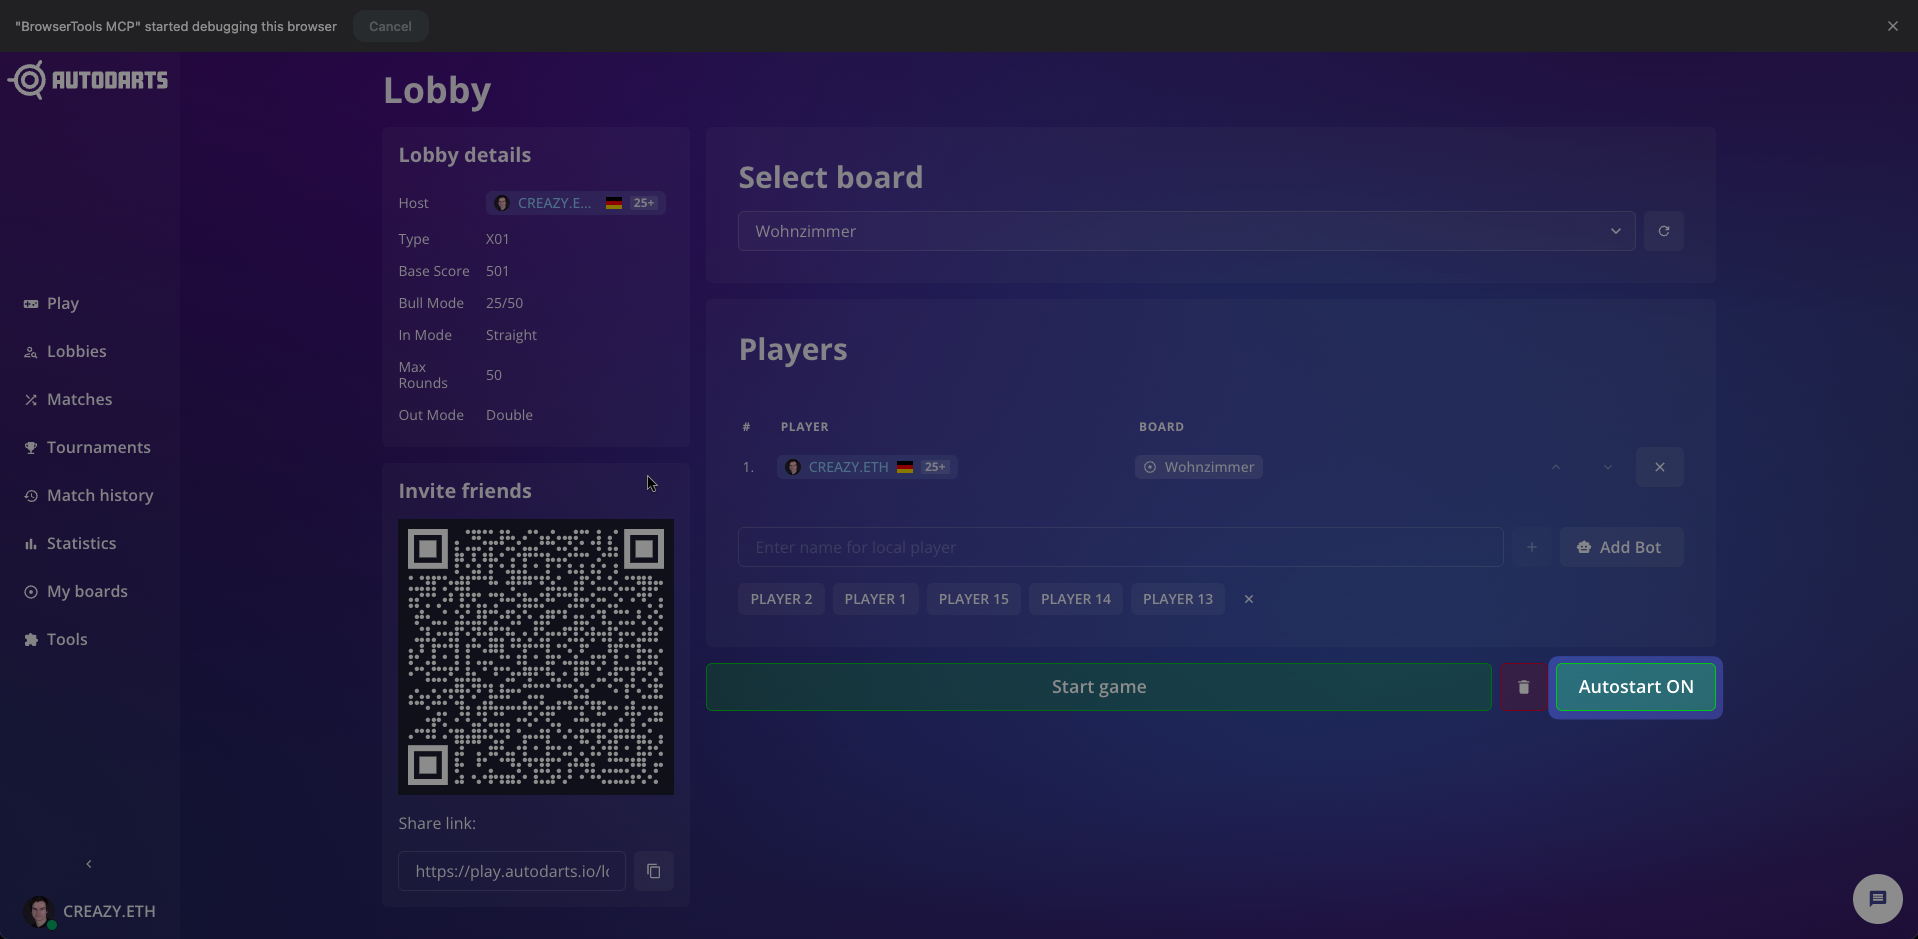 "BrowserTools MCP" started debugging this browser
Cancel
AUTODARTS
Play
Lobbies
Matches
Tournaments
Match history
Statistics
My boards
Tools
CREAZY.ETH
Lobby
Lobby details
Host CREAZY.E... 25+
Type X01
Base Score 501
Bull Mode 25/50
In Mode Straight
Max Rounds 50
Out Mode Double
Invite friends
Share link:
https://play.autodarts.io/lo
Select board
Wohnzimmer
Players
# PLAYER BOARD
1. CREAZY.ETH 25+ Wohnzimmer
Enter name for local player + Add Bot
PLAYER 2 PLAYER 1 PLAYER 15 PLAYER 14 PLAYER 13
Start game Autostart ON